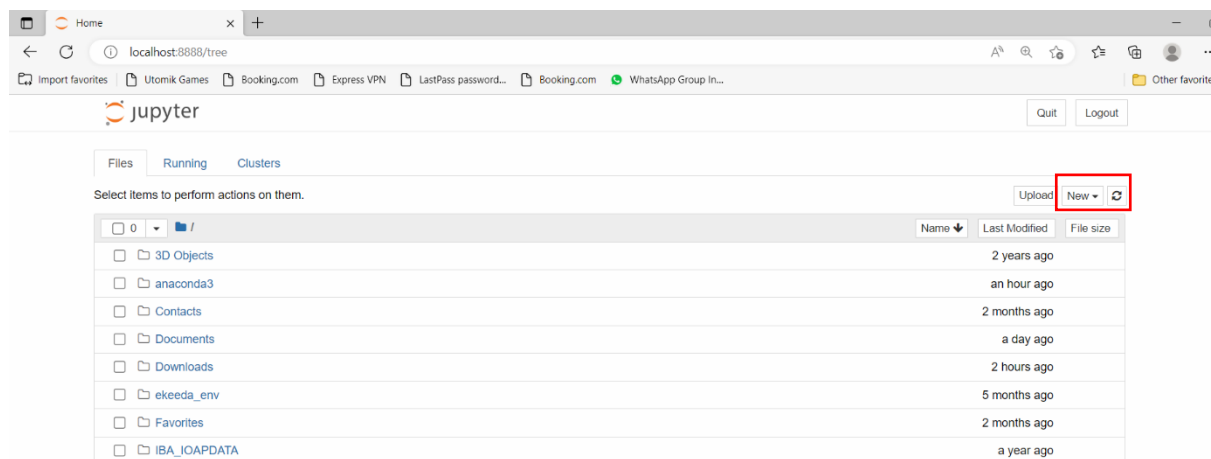 Home
localhost:8888/tree
Import favorites Utomik Games Booking.com Express VPN LastPass password... Booking.com WhatsApp Group In... Other favorite
jupyter Quit Logout
Files Running Clusters
Select items to perform actions on them. Upload New
0 / Name Last Modified File size
3D Objects 2 years ago
anaconda3 an hour ago
Contacts 2 months ago
Documents a day ago
Downloads 2 hours ago
ekeeda_env 5 months ago
Favorites 2 months ago
IBA_IOAPDATA a year ago